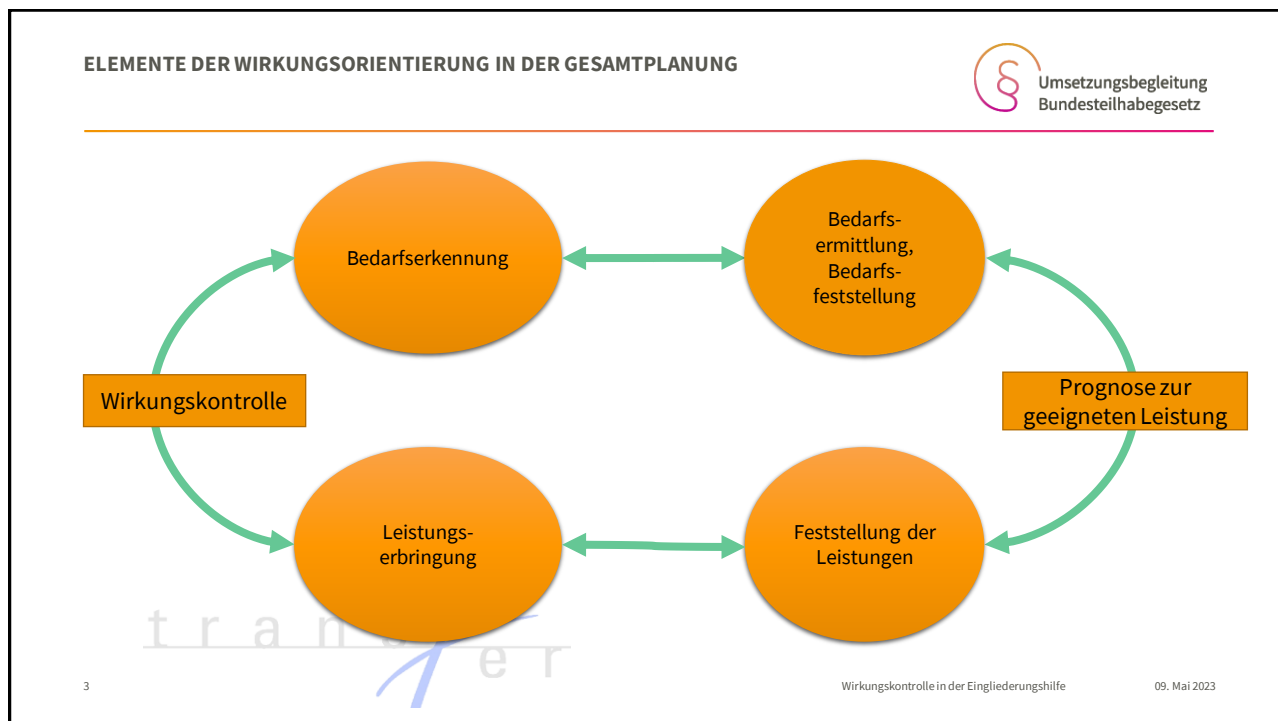 ELEMENTE DER WIRKUNGSORIENTIERUNG IN DER GESAMTPLANUNG
Umsetzungsbegleitung
Bundesteilhabegesetz
Bedarfserkennung
Bedarfs-
ermittlung,
Bedarfs-
feststellung
Wirkungskontrolle
Prognose zur
geeigneten Leistung
Leistungs-
erbringung
Feststellung der
Leistungen
transfer
3
Wirkungskontrolle in der Eingliederungshilfe
09. Mai 2023